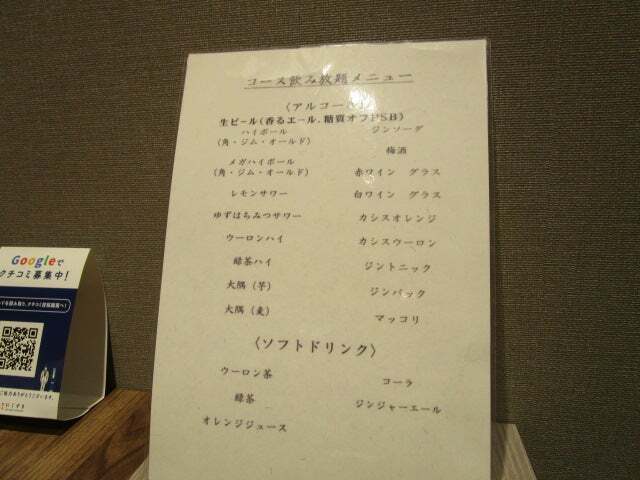 コース飲み放題メニュー
〈アルコール〉
生ビール(香るエール、糖質オフPSB)
ハイボール
(角・ジム・オールド)
ジンソーダ
梅酒
メガハイボール
(角・ジム・オールド)
赤ワイン グラス
レモンサワー
白ワイン グラス
ゆずはちみつサワー
カシスオレンジ
ウーロンハイ
カシスウーロン
緑茶ハイ
ジントニック
大隅(芋)
ジンバック
大隅(麦)
マッコリ
〈ソフトドリンク〉
ウーロン茶
コーラ
緑茶
ジンジャーエール
オレンジジュース
Googleで
クチコミ募集中!